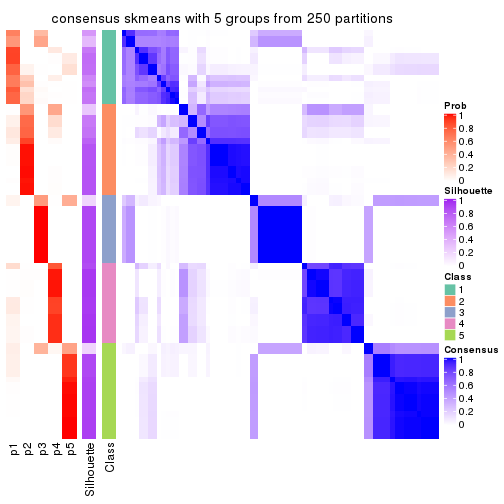 consensus skmeans with 5 groups from 250 partitions
Prob
1
0.8
0.6
0.4
0.2
0
Silhouette
1
0.8
0.6
0.4
0.2
0
Class
1
2
3
4
5
Consensus
1
0.8
0.6
0.4
0.2
0
p1
p2
p3
p4
p5
Silhouette
Class